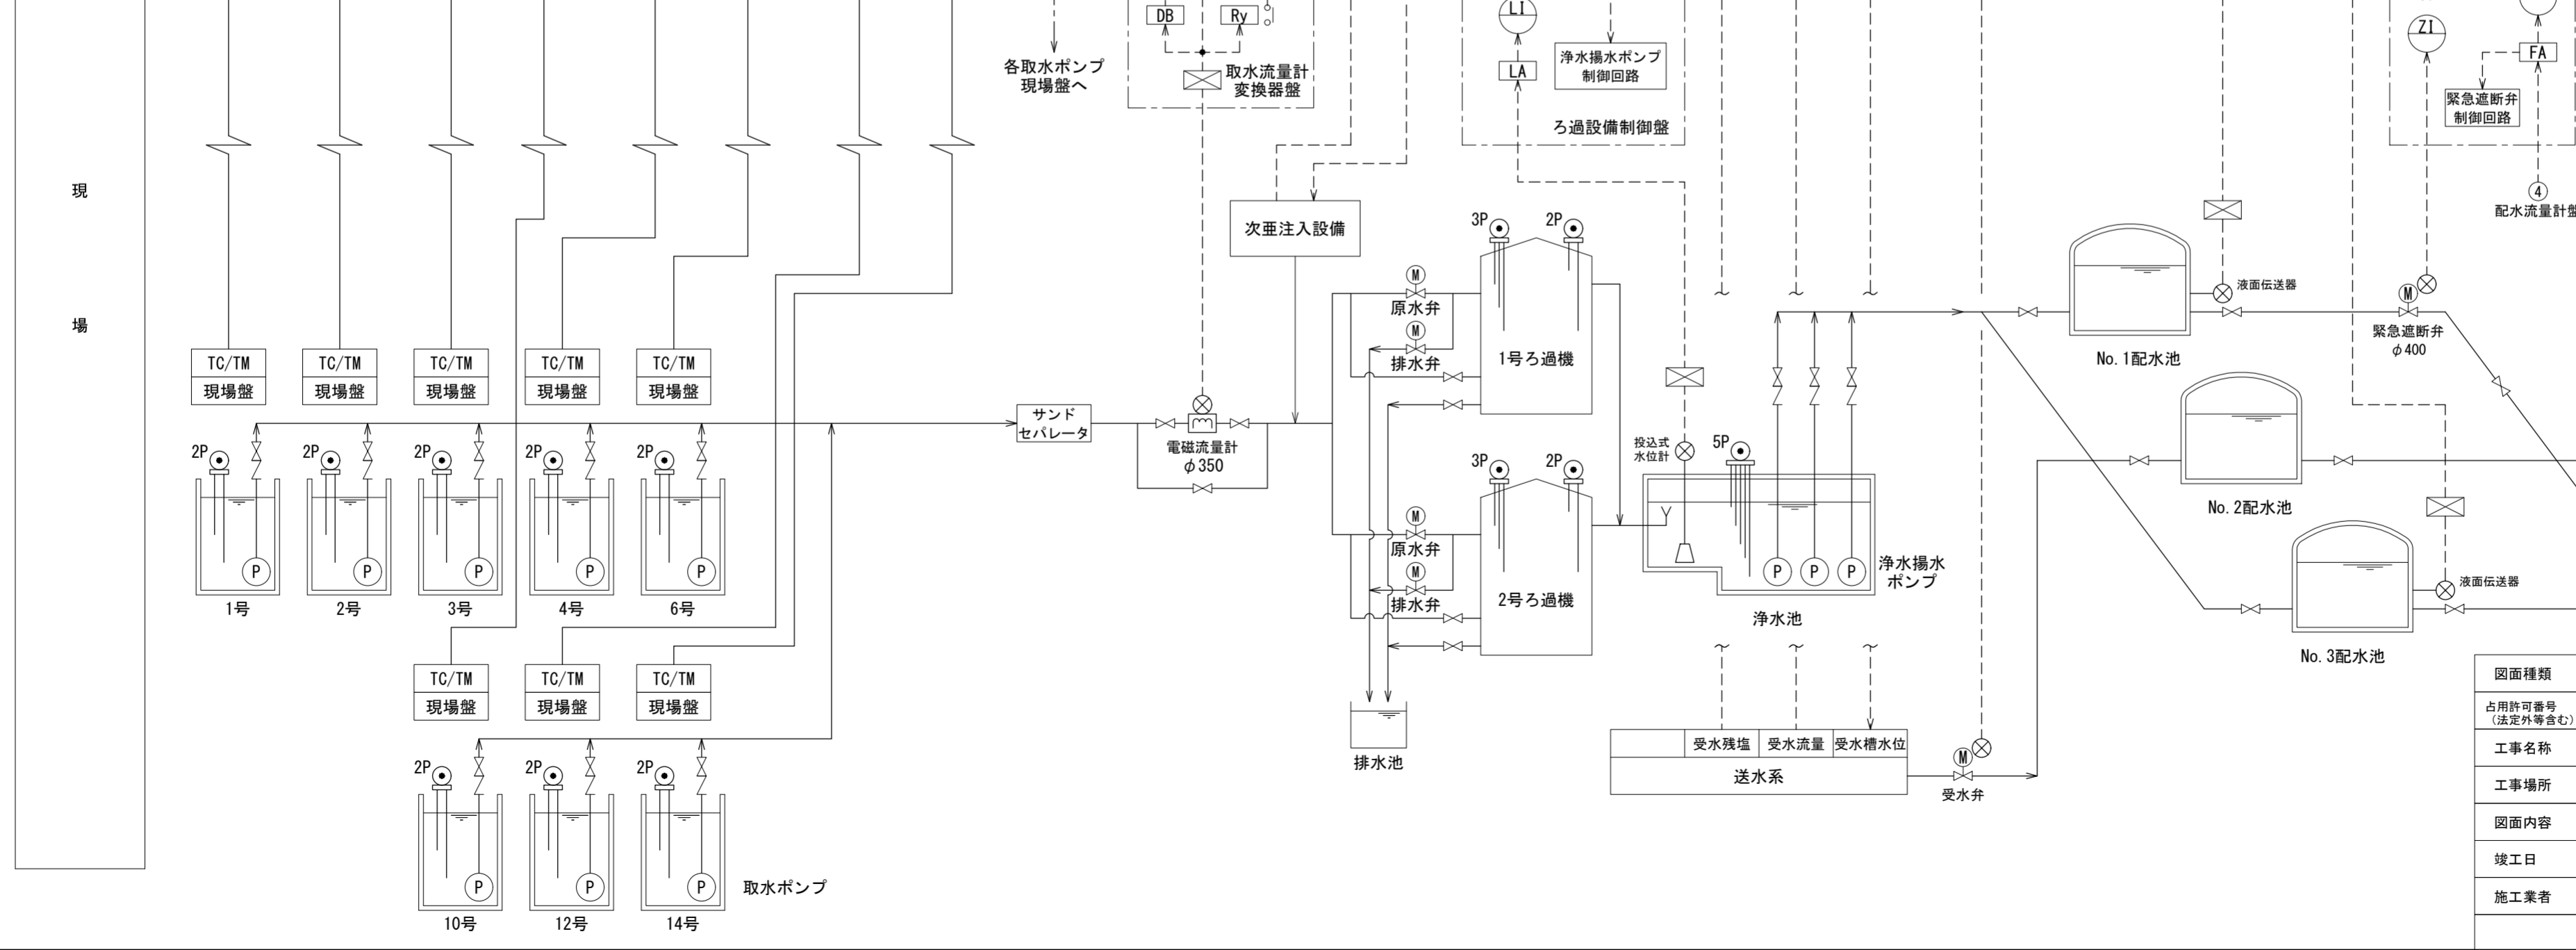 現
場
各取水ポンプ
現場盤へ
DB
Ry
取水流量計
変換器盤
LI
LA
浄水揚水ポンプ
制御回路
ろ過設備制御盤
ZI
FA
緊急遮断弁
制御回路
4
配水流量計盤
次亜注入設備
TC/TM
現場盤
TC/TM
現場盤
TC/TM
現場盤
TC/TM
現場盤
TC/TM
現場盤
サンド
セパレータ
電磁流量計
φ350
2P
P
1号
2P
P
2号
2P
P
3号
2P
P
4号
2P
P
6号
TC/TM
現場盤
TC/TM
現場盤
TC/TM
現場盤
2P
P
10号
2P
P
12号
2P
P
14号
取水ポンプ
3P
2P
M
原水弁
M
排水弁
1号ろ過機
3P
2P
M
原水弁
M
排水弁
2号ろ過機
排水池
投込式
水位計
5P
P
P
P
浄水揚水
ポンプ
浄水池
受水残塩
受水流量
受水槽水位
送水系
M
受水弁
液面伝送器
No.1配水池
M
緊急遮断弁
φ400
No.2配水池
液面伝送器
No.3配水池
図面種類
占用許可番号
(法定外等含む)
工事名称
工事場所
図面内容
竣工日
施工業者